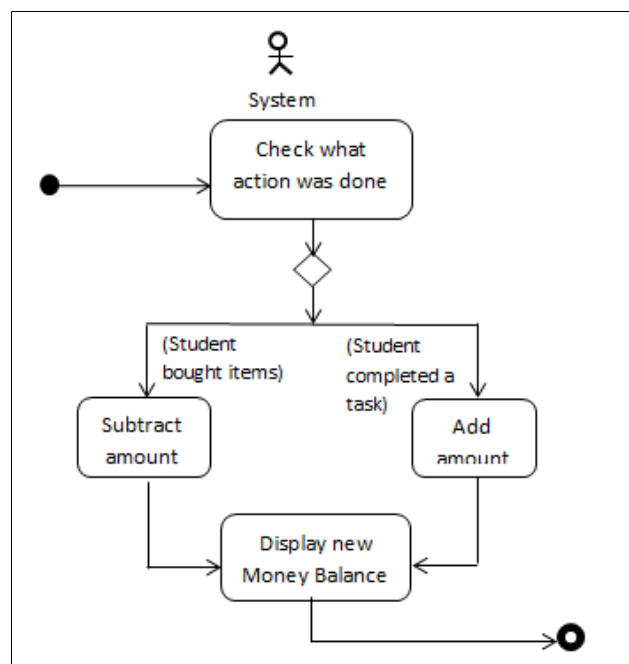 System
Check what
action was done
(Student
bought items)
(Student
completed a
task)
Subtract
amount
Add
amount
Display new
Money Balance